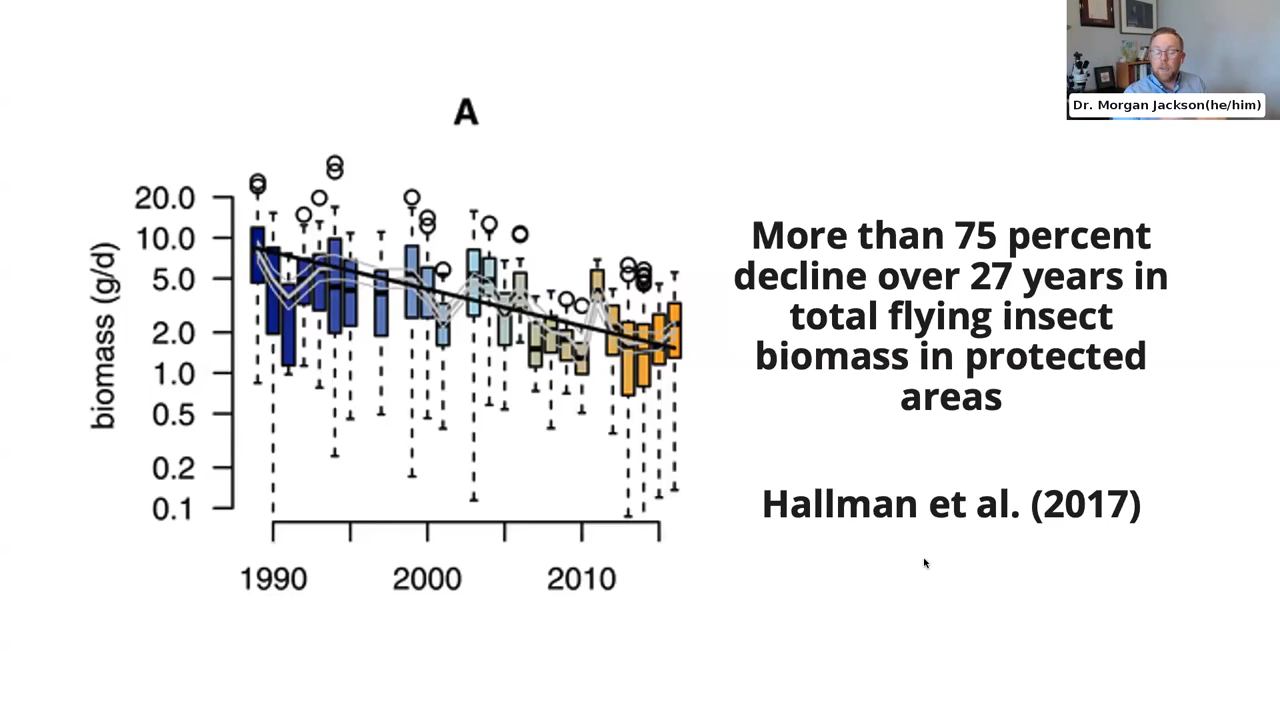 Dr. Morgan Jackson(he/him)
A
biomass (g/d)
20.0
10.0
5.0
2.0
1.0
0.5
0.2
0.1
1990
2000
2010
More than 75 percent
decline over 27 years in
total flying insect
biomass in protected
areas
Hallman et al. (2017)